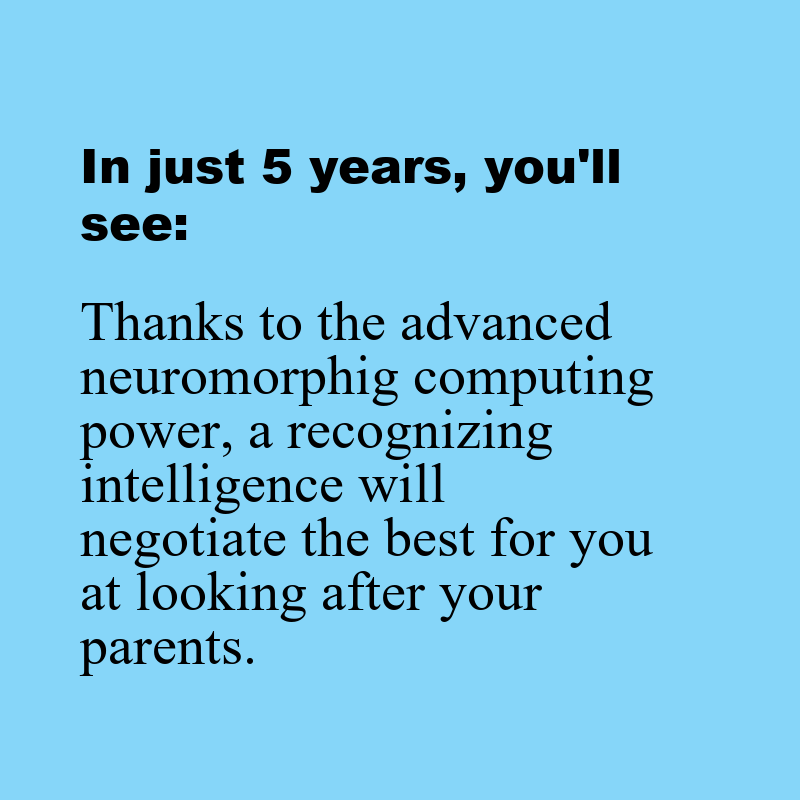 In just 5 years, you'll
see:
Thanks to the advanced
neuromorphig computing
power, a recognizing
intelligence will
negotiate the best for you
at looking after your
parents.